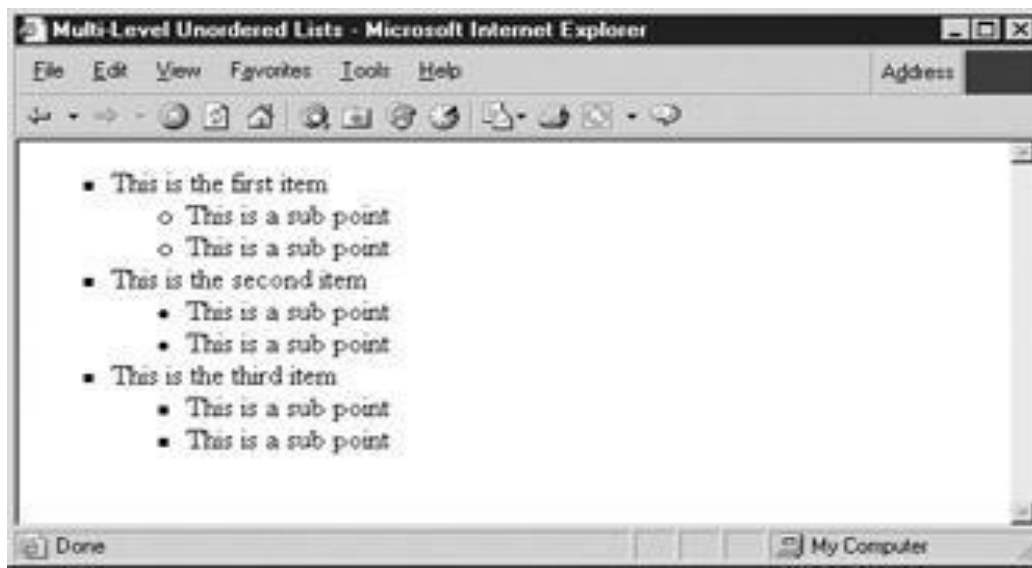 Multi-Level Unordered Lists - Microsoft Internet Explorer
File Edit View Favorites Tools Help Address
This is the first item
This is a sub point
This is a sub point
This is the second item
This is a sub point
This is a sub point
This is the third item
This is a sub point
This is a sub point
Done My Computer